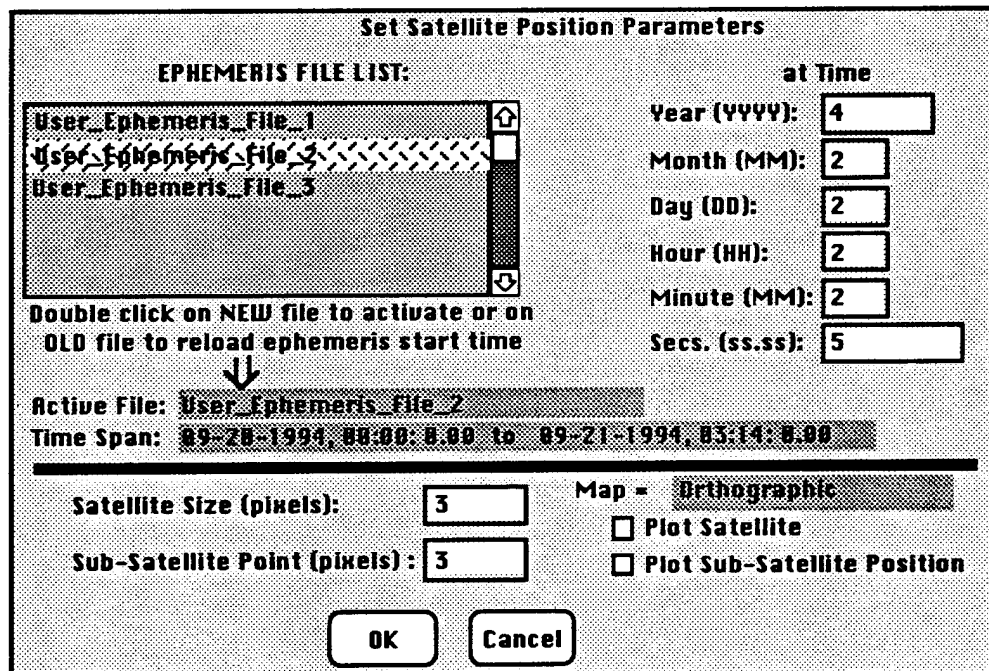 Set Satellite Position Parameters
EPHEMERIS FILE LIST:
User_Ephemeris_File_1
User_Ephemeris_File_2
User_Ephemeris_File_3
Double click on NEW file to activate or on
OLD file to reload ephemeris start time
at Time
Year (YYYY): 4
Month (MM): 2
Day (DD): 2
Hour (HH): 2
Minute (MM): 2
Secs. (ss.ss): 5
Active File: User_Ephemeris_File_2
Time Span: 09-20-1994, 00:00: 0.00 to 09-21-1994, 03:14: 0.00
Satellite Size (pixels): 3
Sub-Satellite Point (pixels) : 3
Map = Orthographic
Plot Satellite
Plot Sub-Satellite Position
OK
Cancel